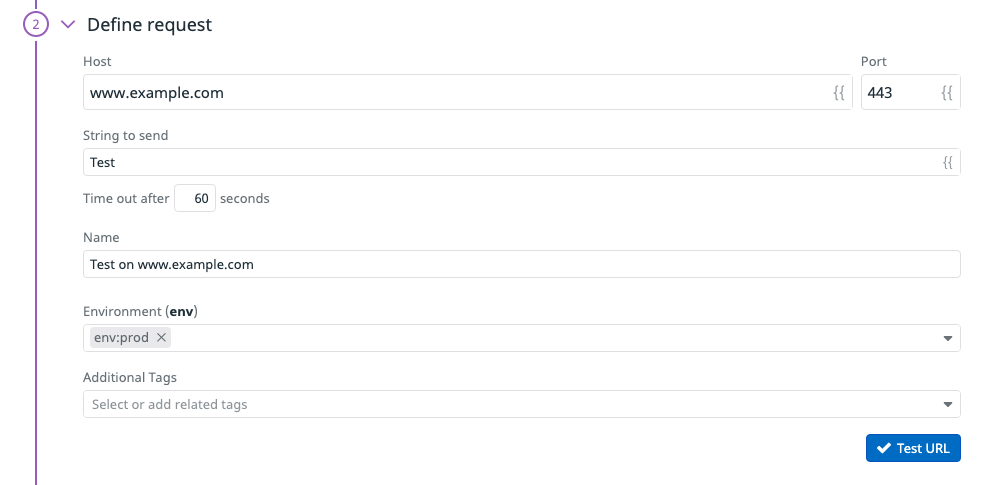 2 Define request
Host Port
www.example.com {{ 443 {{
String to send
Test {{
Time out after 60 seconds
Name
Test on www.example.com
Environment (env)
env:prod ×
Additional Tags
Select or add related tags
Test URL